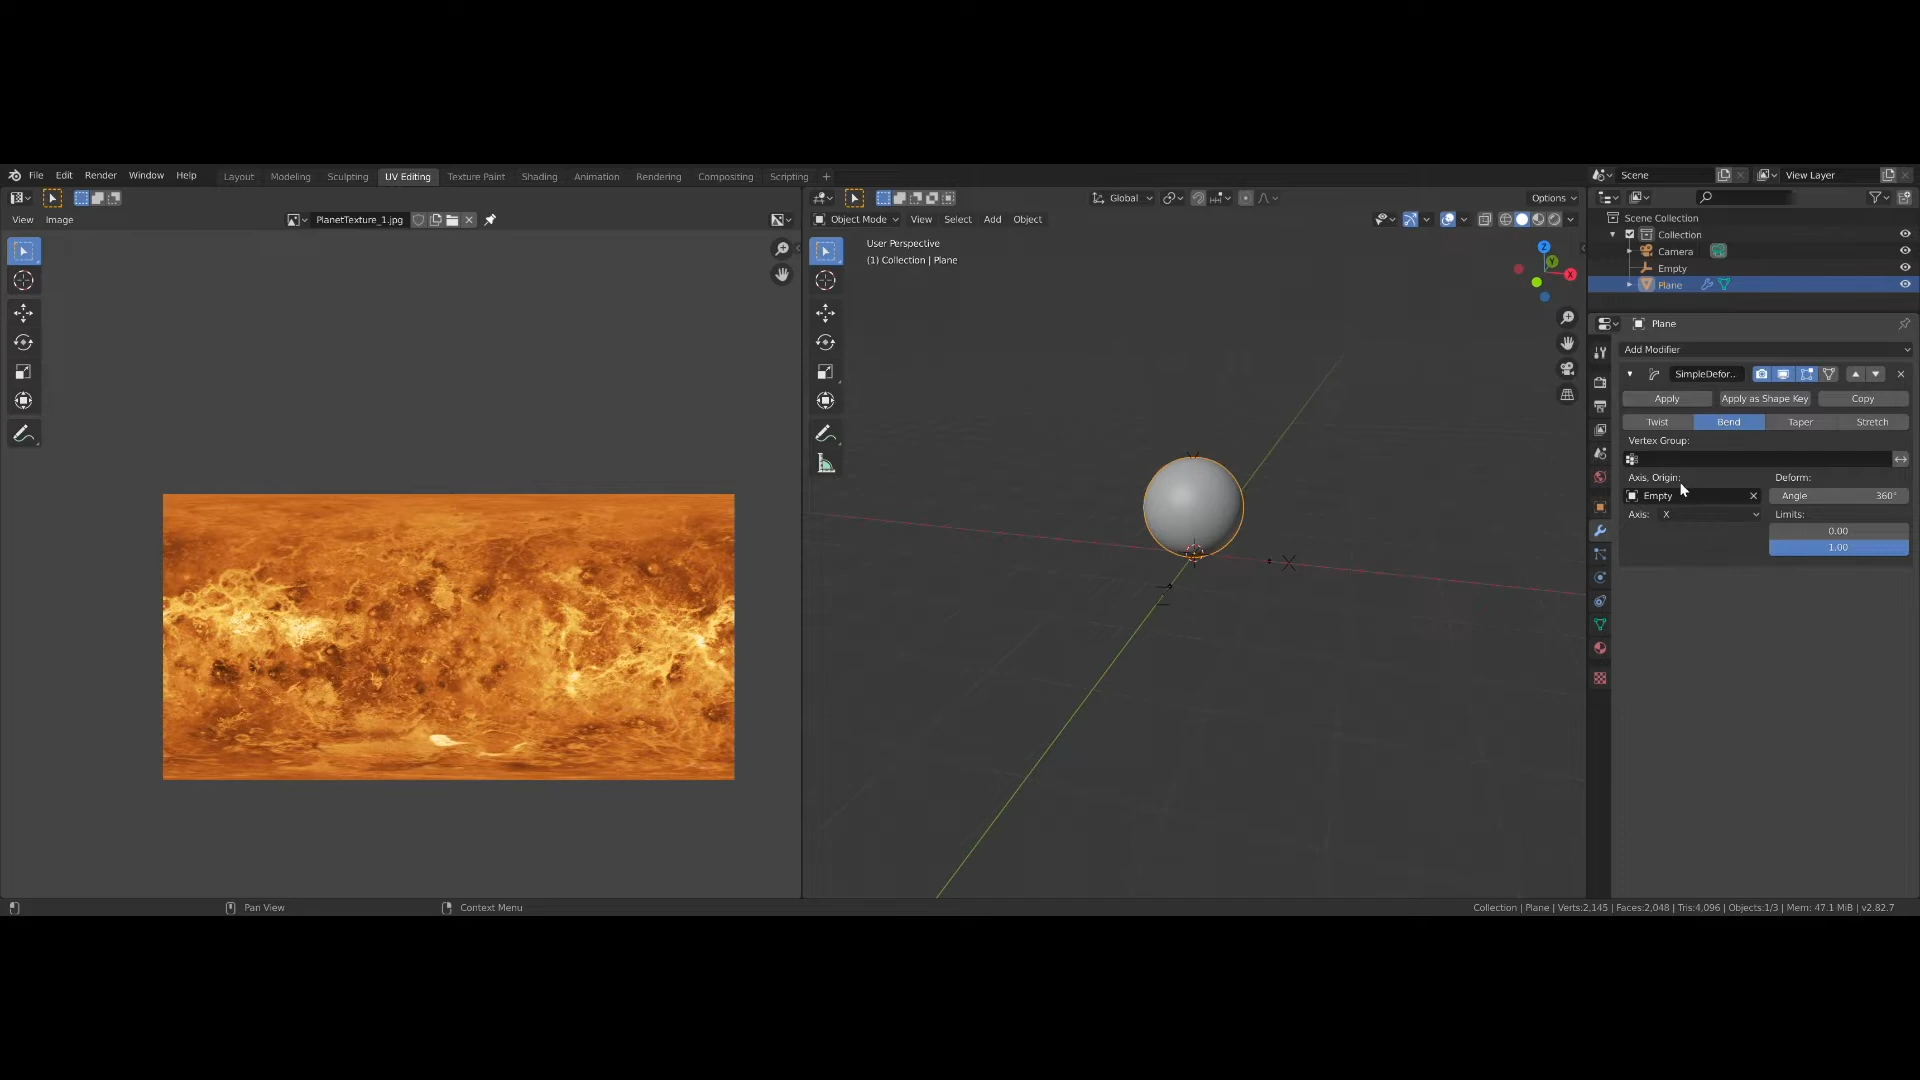 File Edit Render Window Help Layout Modeling Sculpting UV Editing Texture Paint Shading Animation Rendering Compositing Scripting + Scene View Layer
Global Options
View Image PlanetTexture_1.jpg Object Mode View Select Add Object
Scene Collection
Collection
Camera
Empty
Plane
User Perspective
(1) Collection | Plane
Z
Y
X
Plane
Add Modifier
SimpleDefor..
Apply Apply as Shape Key Copy
Twist Bend Taper Stretch
Vertex Group:
Axis, Origin: Deform:
Empty Angle 360°
Axis: X Limits:
0.00
1.00
Pan View Context Menu Collection | Plane | Verts:2,145 | Faces:2,048 | Tris:4,096 | Objects:1/3 | Mem: 47.1 MiB | v2.82.7